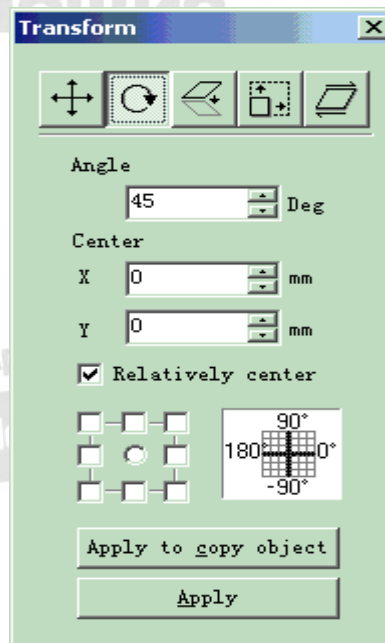 Transform
Angle
45 Deg
Center
X 0 mm
Y 0 mm
Relatively center
90°
180° 0°
-90°
Apply to copy object
Apply